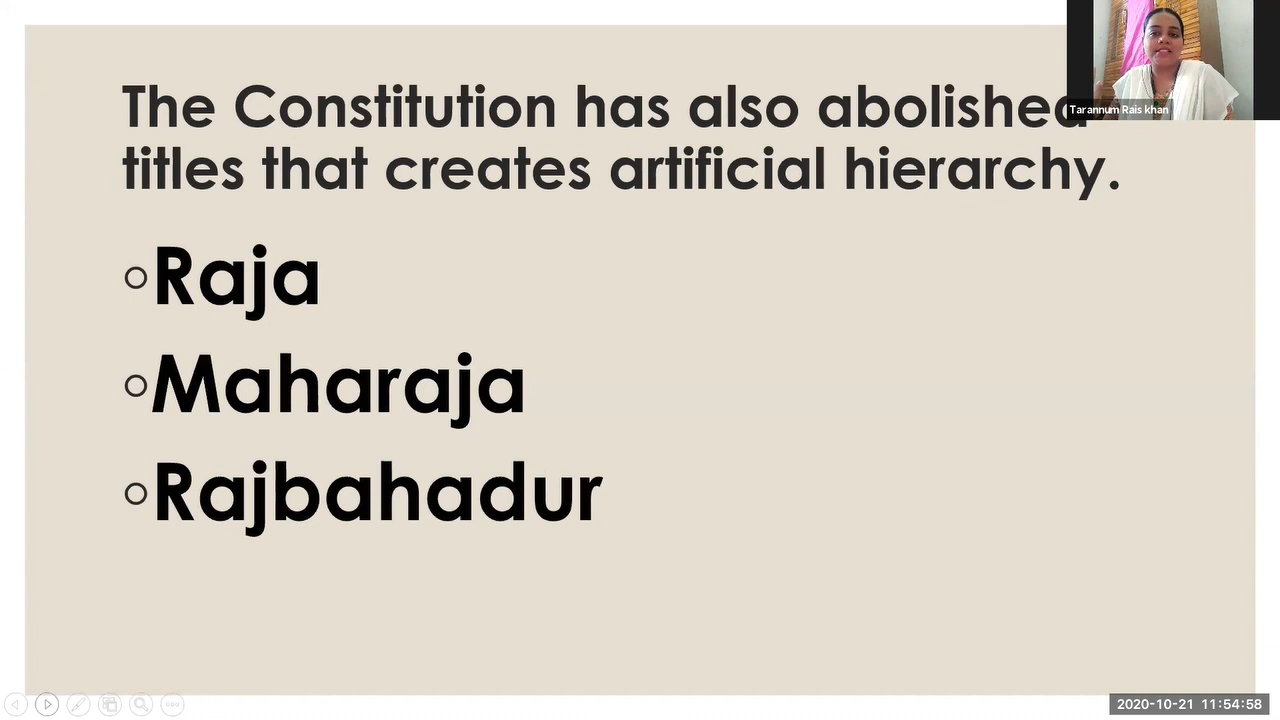 The Constitution has also abolished
titles that creates artificial hierarchy.
Raja
Maharaja
Rajbahadur
Tarannum Rais khan
2020-10-21 11:54:58